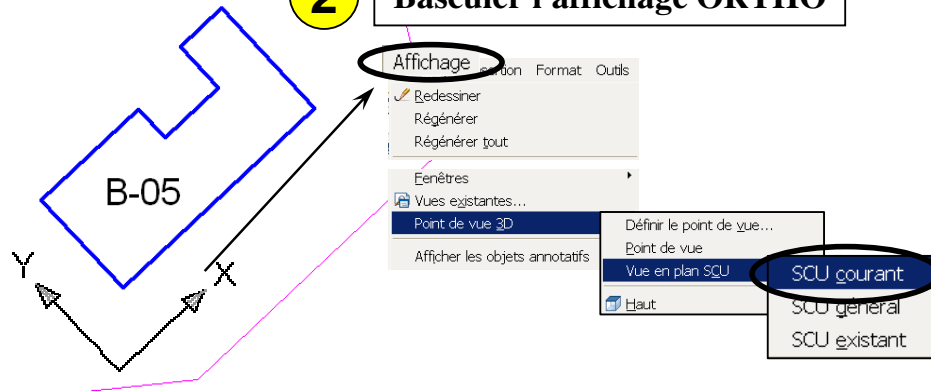 2
Basculer l'affichage ORTHO
Affichage
Format Outils
Redessiner
Régénérer
Régénérer tout
Fenêtres
Vues existantes...
Point de vue 3D
Afficher les objets annotatifs
Définir le point de vue...
Point de vue
Vue en plan SCU
Haut
SCU courant
SCU général
SCU existant
B-05
Y
X